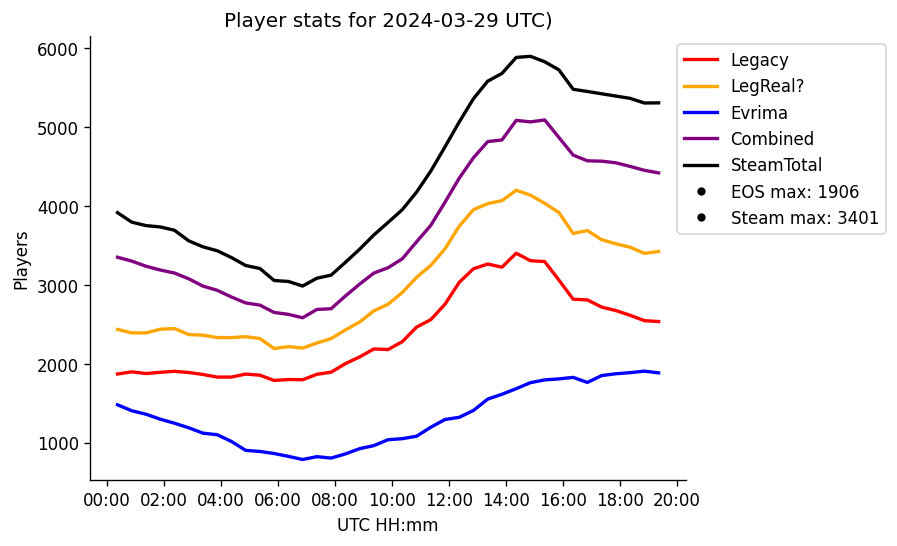 Player stats for 2024-03-29 UTC)
6000
5000
4000
3000
2000
1000
Players
00:00 02:00 04:00 06:00 08:00 10:00 12:00 14:00 16:00 18:00 20:00
UTC HH:mm
Legacy
LegReal?
Evrima
Combined
SteamTotal
EOS max: 1906
Steam max: 3401